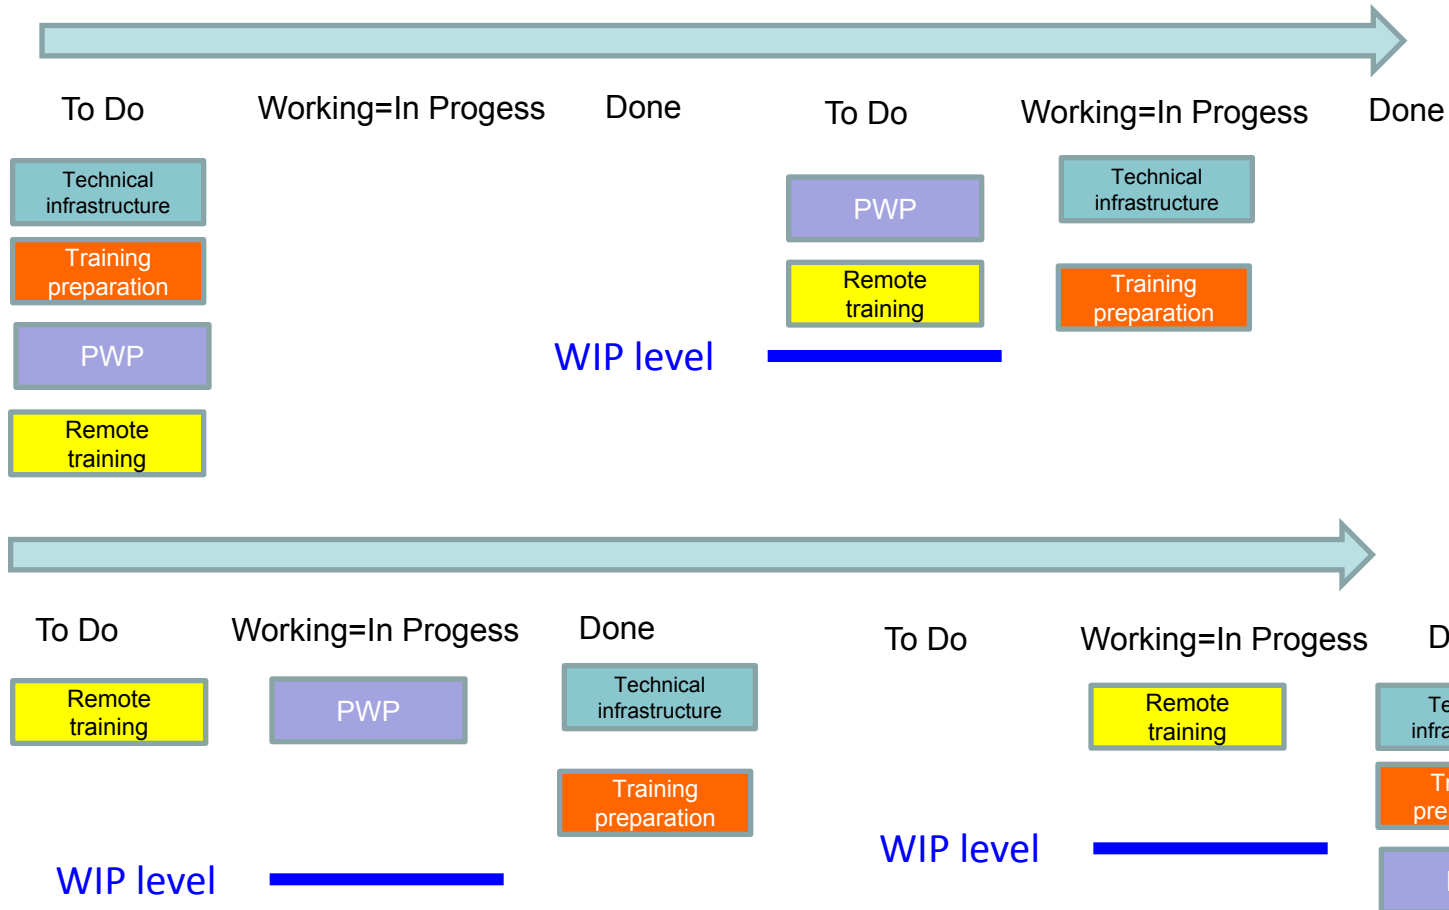 To Do Working=In Progess Done To Do Working=In Progess Done
Technical
infrastructure
Training
preparation
PWP
Remote
training
PWP
Remote
training
Technical
infrastructure
Training
preparation
WIP level
To Do Working=In Progess Done To Do Working=In Progess
Remote
training
PWP
Technical
infrastructure
Training
preparation
WIP level
Remote
training
WIP level